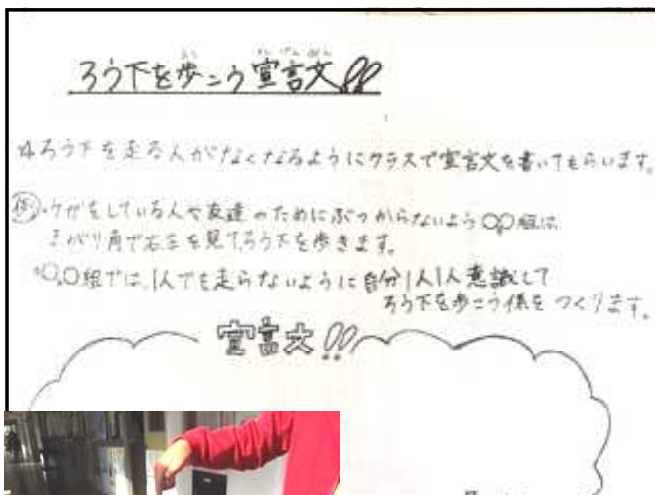 ろう下を歩こう宣言文!!
☆ろう下を走る人がなくなるようにクラスで宣言文を書いてもらいます。
例・ケガをしている人や友達のためにぶつからないよう○○組は
まがり角で右左を見てろう下を歩きます。
・○○組では、1人でも走らないように自分1人1人意識して
ろう下を歩こう係をつくります。
宣言文!!